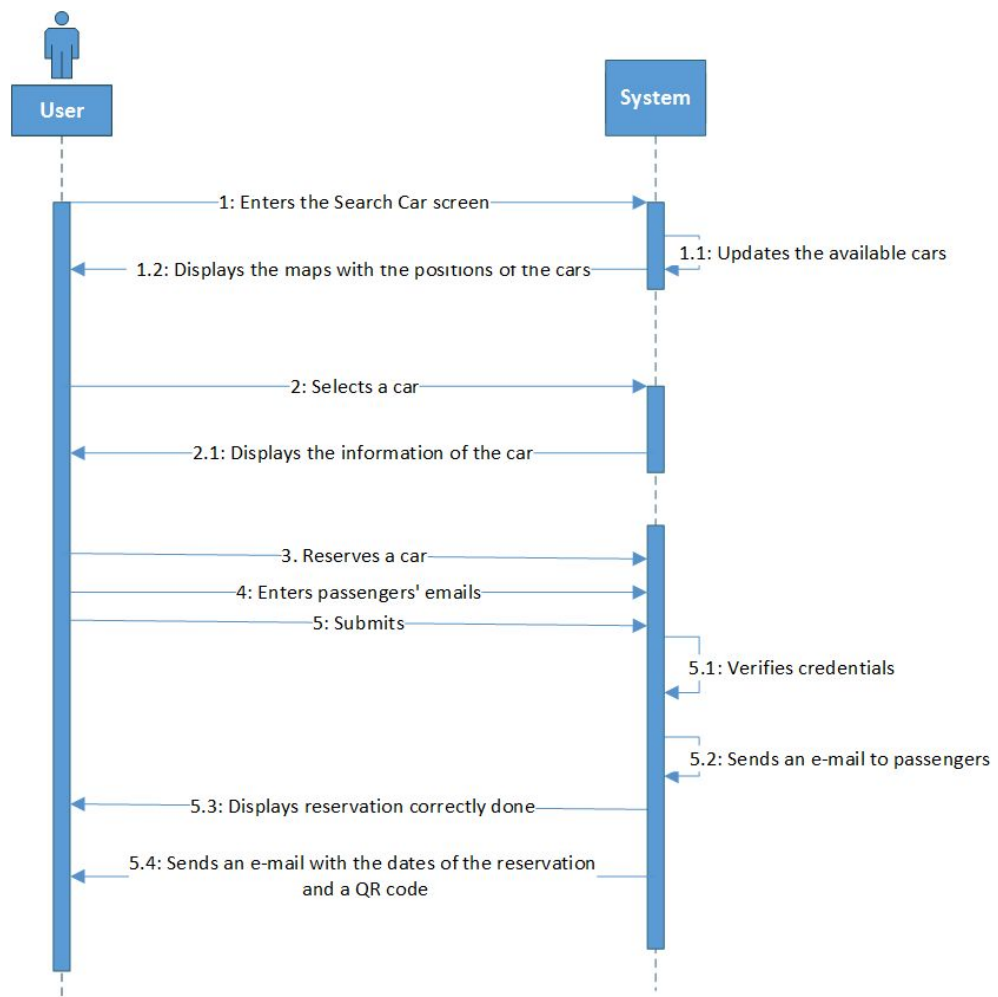 User
System
1: Enters the Search Car screen
1.1: Updates the available cars
1.2: Displays the maps with the positions of the cars
2: Selects a car
2.1: Displays the information of the car
3. Reserves a car
4: Enters passengers' emails
5: Submits
5.1: Verifies credentials
5.2: Sends an e-mail to passengers
5.3: Displays reservation correctly done
5.4: Sends an e-mail with the dates of the reservation
and a QR code